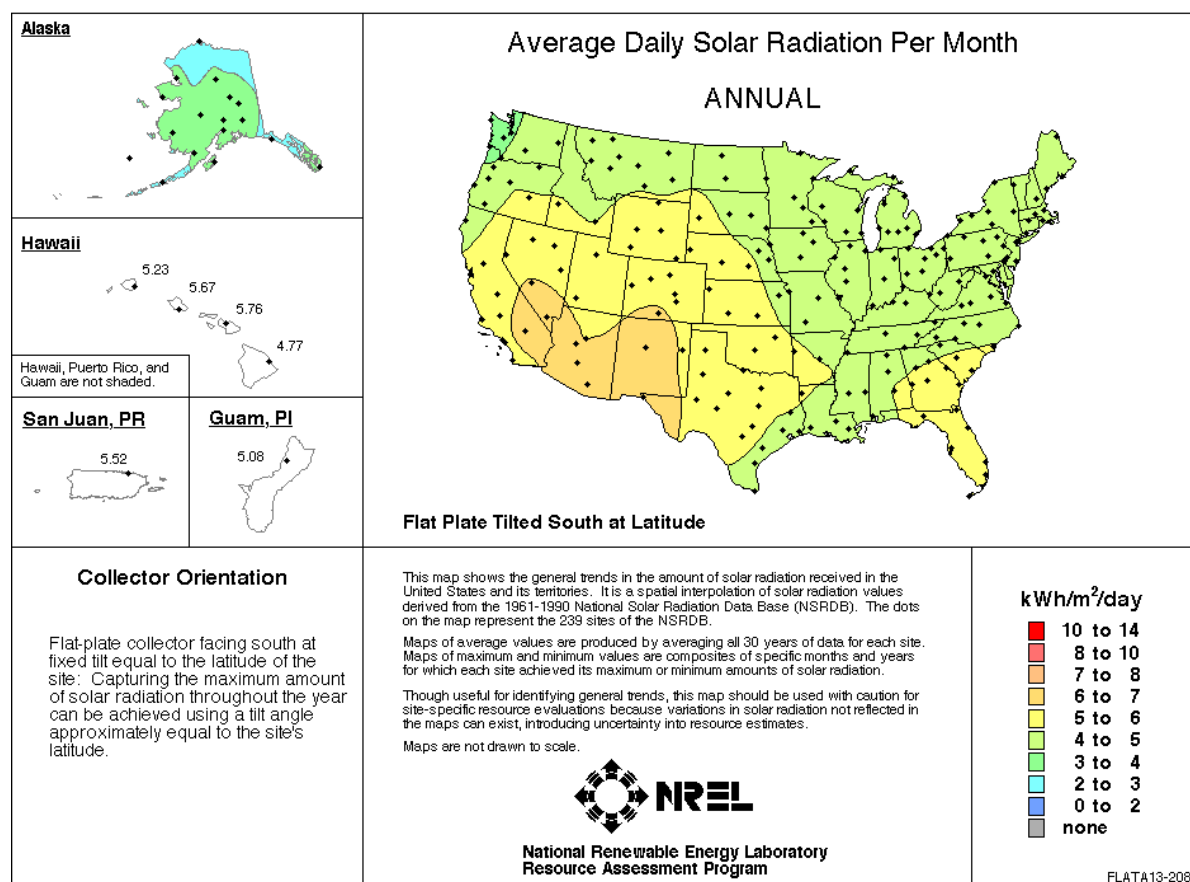 Alaska
Average Daily Solar Radiation Per Month
ANNUAL
Hawaii
5.23
5.67
5.76
4.77
Hawaii, Puerto Rico, and
Guam are not shaded.
San Juan, PR
5.52
Guam, PI
5.08
Flat Plate Tilted South at Latitude
Collector Orientation
Flat-plate collector facing south at
fixed tilt equal to the latitude of the
site: Capturing the maximum amount
of solar radiation throughout the year
can be achieved using a tilt angle
approximately equal to the site's
latitude.
This map shows the general trends in the amount of solar radiation received in the
United States and its territories. It is a spatial interpolation of solar radiation values
derived from the 1961-1990 National Solar Radiation Data Base (NSRDB). The dots
on the map represent the 239 sites of the NSRDB.
Maps of average values are produced by averaging all 30 years of data for each site.
Maps of maximum and minimum values are composites of specific months and years
for which each site achieved its maximum or minimum amounts of solar radiation.
Though useful for identifying general trends, this map should be used with caution for
site-specific resource evaluations because variations in solar radiation not reflected in
the maps can exist, introducing uncertainty into resource estimates.
Maps are not drawn to scale.
NREL
National Renewable Energy Laboratory
Resource Assessment Program
kWh/m²/day
10 to 14
8 to 10
7 to 8
6 to 7
5 to 6
4 to 5
3 to 4
2 to 3
0 to 2
none
FLATA13-208